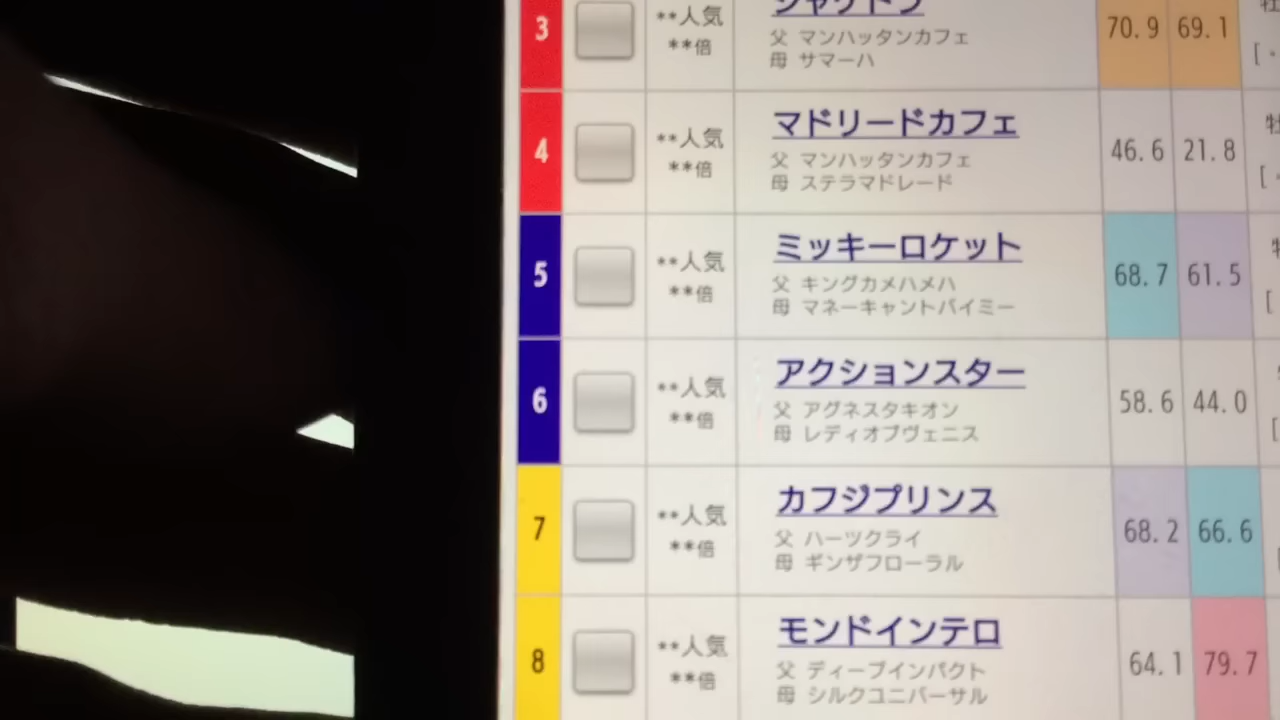 3
**人気
**倍
シャケトラ
父 マンハッタンカフェ
母 サマーハ
70.9 69.1
4
**人気
**倍
マドリードカフェ
父 マンハッタンカフェ
母 ステラマドレード
46.6 21.8
5
**人気
**倍
ミッキーロケット
父 キングカメハメハ
母 マネーキャントバイミー
68.7 61.5
6
**人気
**倍
アクションスター
父 アグネスタキオン
母 レディオブヴェニス
58.6 44.0
7
**人気
**倍
カフジプリンス
父 ハーツクライ
母 ギンザフローラル
68.2 66.6
8
**人気
**倍
モンドインテロ
父 ディープインパクト
母 シルクユニバーサル
64.1 79.7